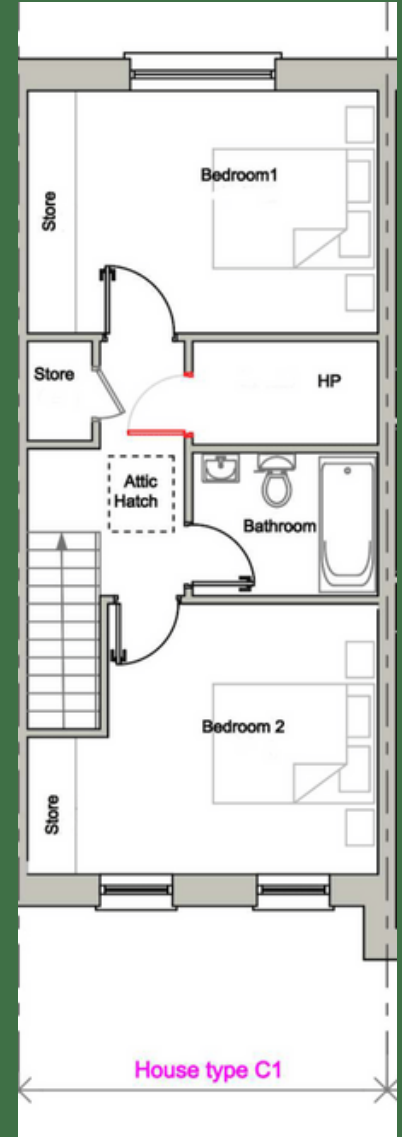 Bedroom1
Store
Store
HP
Attic
Hatch
Bathroom
Bedroom 2
Store
House type C1